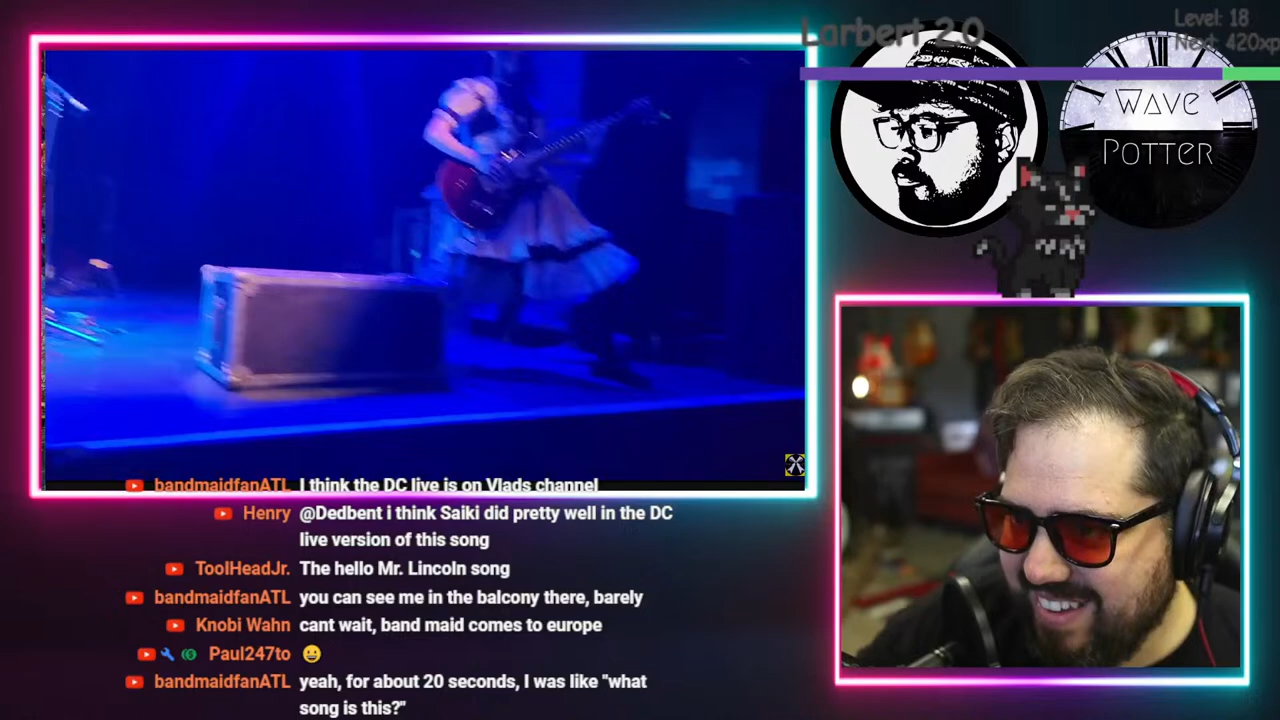 Larbert 2.0
Level: 18
Next: 420xp
WAVE
POTTER
bandmaidfanATL I think the DC live is on Vlads channel
Henry @Dedbent i think Saiki did pretty well in the DC
live version of this song
ToolHeadJr. The hello Mr. Lincoln song
bandmaidfanATL you can see me in the balcony there, barely
Knobi Wahn cant wait, band maid comes to europe
Paul247to 😀
bandmaidfanATL yeah, for about 20 seconds, I was like "what
song is this?"